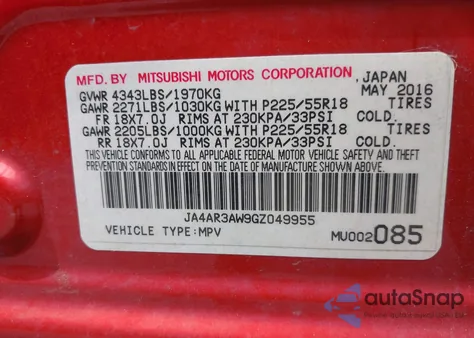 MFD. BY MITSUBISHI MOTORS CORPORATION, JAPAN
GVWR 4343LBS/1970KG MAY 2016
GAWR 2271LBS/1030KG WITH P225/55R18 TIRES
FR 18X7.0J RIMS AT 230KPA/33PSI COLD.
GAWR 2205LBS/1000KG WITH P225/55R18 TIRES
RR 18X7.0J RIMS AT 230KPA/33PSI COLD.
THIS VEHICLE CONFORMS TO ALL APPLICABLE FEDERAL MOTOR VEHICLE SAFETY AND THEFT
PREVENTION STANDARDS IN EFFECT ON THE DATE OF MANUFACTURE SHOWN ABOVE.
JA4AR3AW9GZ049955
VEHICLE TYPE:MPV MU002085
autoSnap
Powered by AutoAuctionHistory